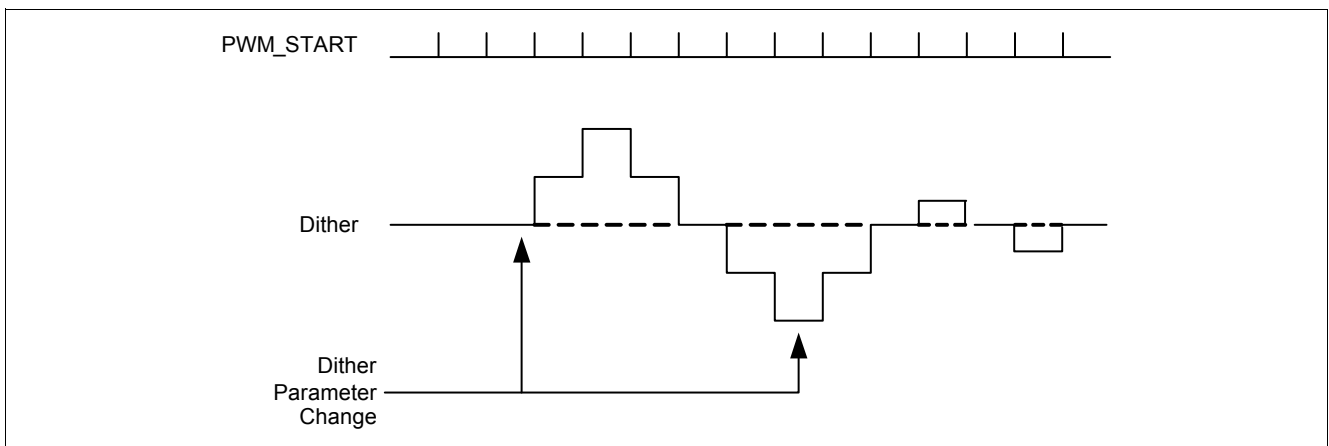 PWM_START
Dither
Dither
Parameter
Change